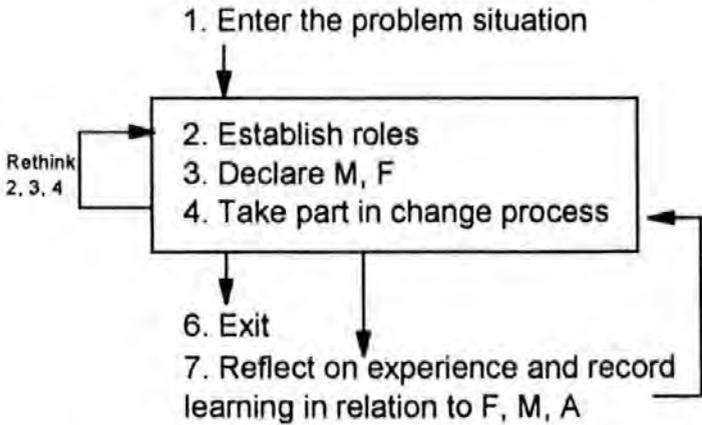 1. Enter the problem situation
2. Establish roles
3. Declare M, F
4. Take part in change process
Rethink
2, 3, 4
6. Exit
7. Reflect on experience and record
learning in relation to F, M, A